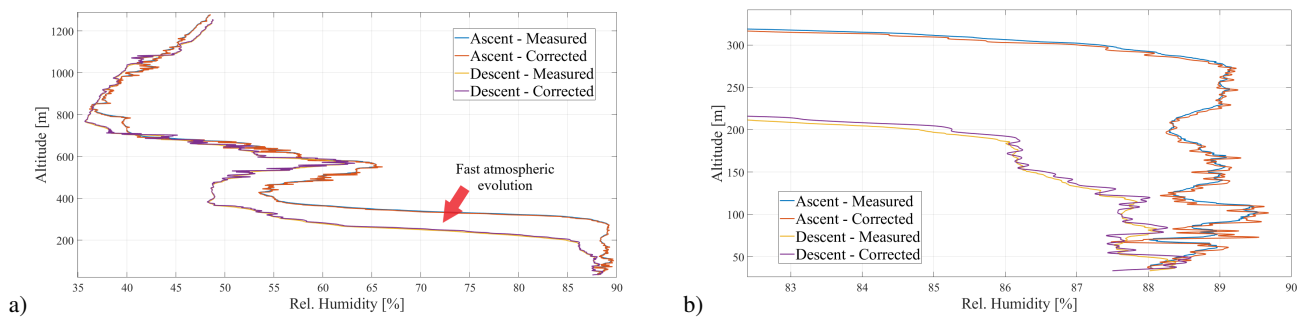 1200
1000
800
600
400
200
Altitude [m]
35 40 45 50 55 60 65 70 75 80 85 90
Rel. Humidity [%]
Ascent - Measured
Ascent - Corrected
Descent - Measured
Descent - Corrected
Fast atmospheric
evolution
a)
300
250
200
150
100
50
Altitude [m]
83 84 85 86 87 88 89 90
Rel. Humidity [%]
Ascent - Measured
Ascent - Corrected
Descent - Measured
Descent - Corrected
b)